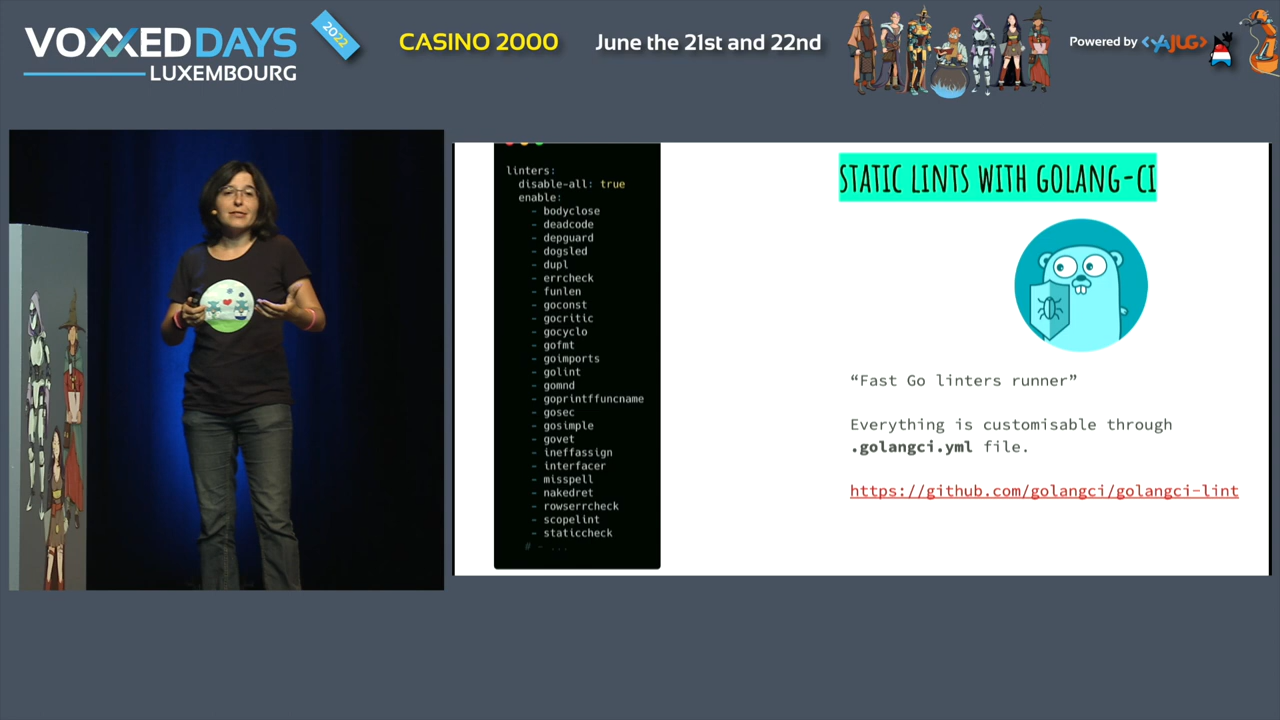 VOXXEDDAYS
LUXEMBOURG
2022
CASINO 2000
June the 21st and 22nd
Powered by <YAJUG>
linters:
disable-all: true
enable:
- bodyclose
- deadcode
- depguard
- dogsled
- dupl
- errcheck
- funlen
- goconst
- gocritic
- gocyclo
- gofmt
- goimports
- golint
- gomnd
- goprintffuncname
- gosec
- gosimple
- govet
- ineffassign
- interfacer
- misspell
- nakedret
- rowserrcheck
- scopelint
- staticcheck
# - ...
STATIC LINTS WITH GOLANG-CI
“Fast Go linters runner”
Everything is customisable through
.golangci.yml file.
https://github.com/golangci/golangci-lint